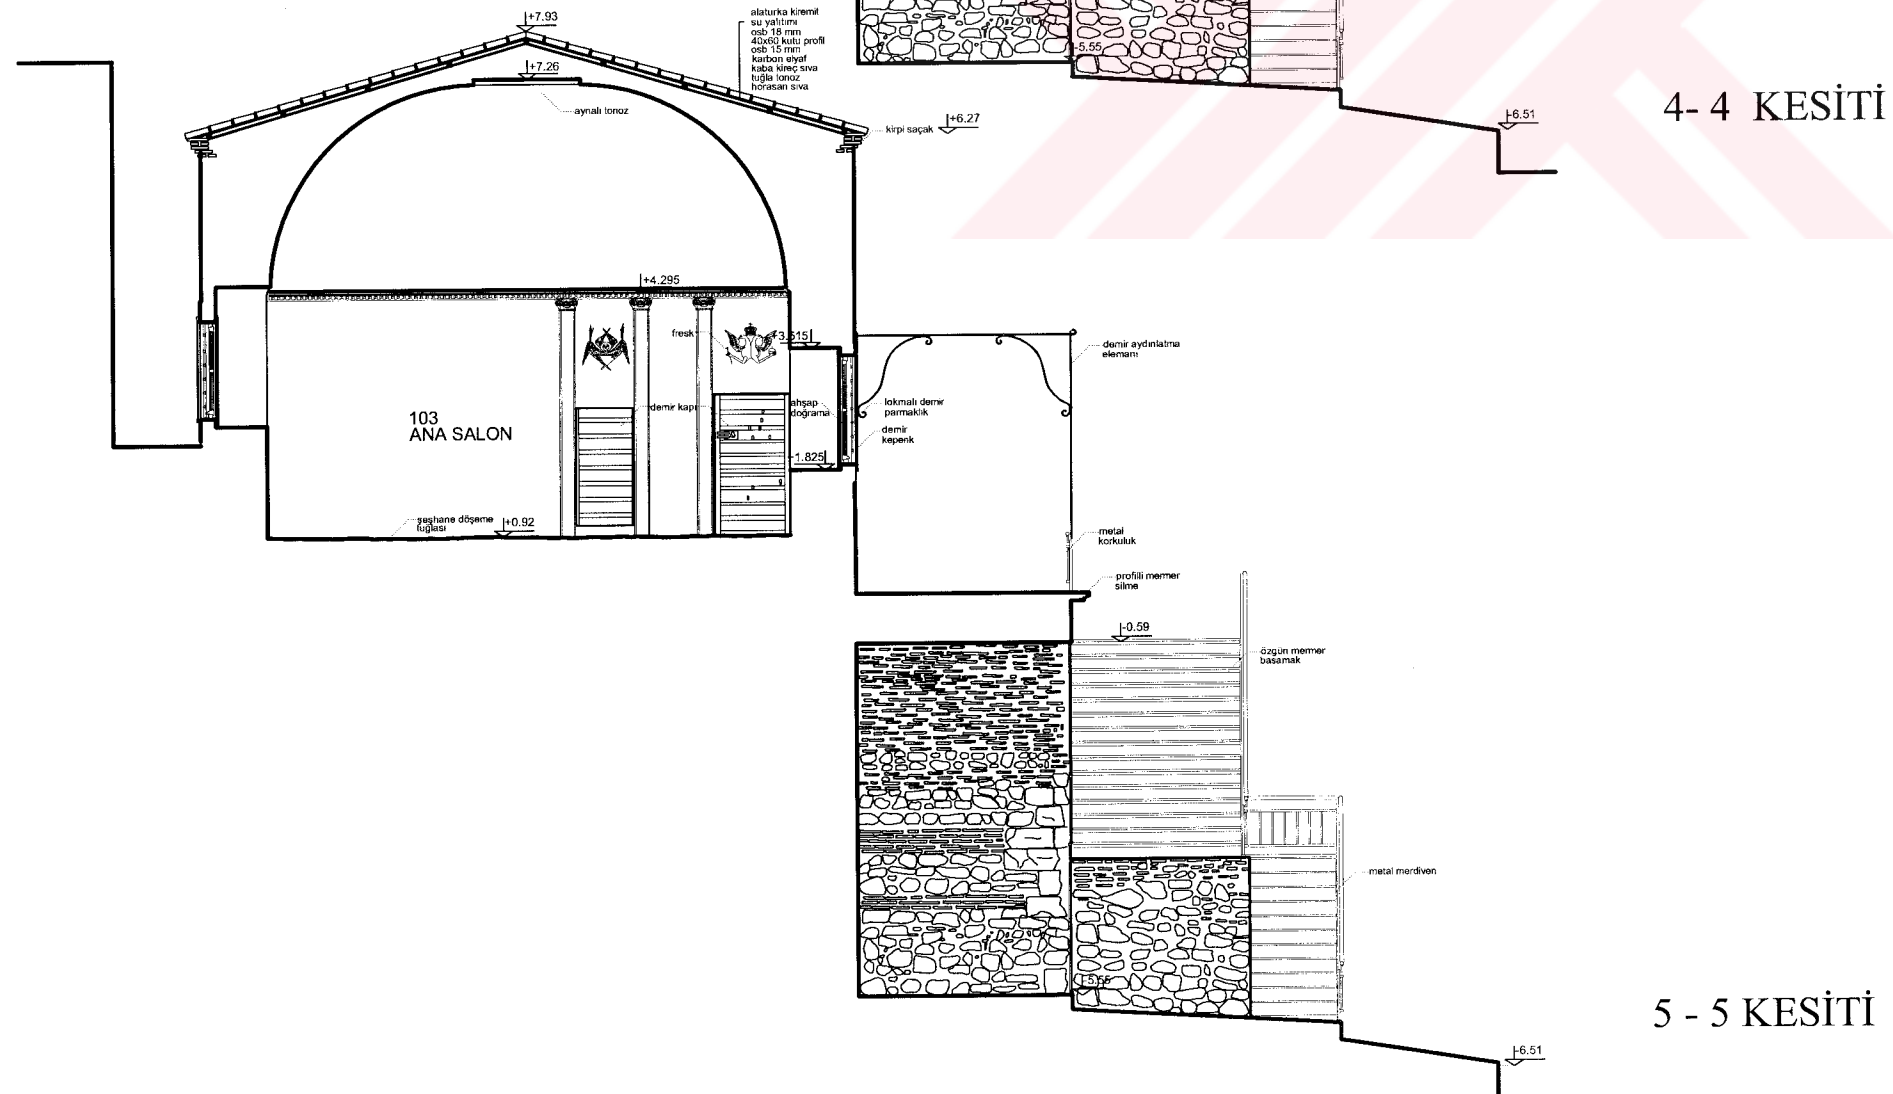 +7.93
alaturka kiremit
su yalıtımı
osb 18 mm
40x60 kutu profil
osb 15 mm
karbon elyaf
kaba kireç sıva
tuğla tonoz
horasan sıva
-5.55
+7.26
aynalı tonoz
kirpi saçak
+6.27
-6.51
4- 4 KESİTİ
+4.295
fresk
+3.515
demir aydınlatma
elemanı
103
ANA SALON
demir kapı
ahşap
doğrama
lokmalı demir
parmaklık
demir
kepenk
1.825
şeşhane döşeme
tuğlası
+0.92
metal
korkuluk
profilli mermer
silme
-0.59
özgün mermer
basamak
metal merdiven
-5.55
5 - 5 KESİTİ
-6.51